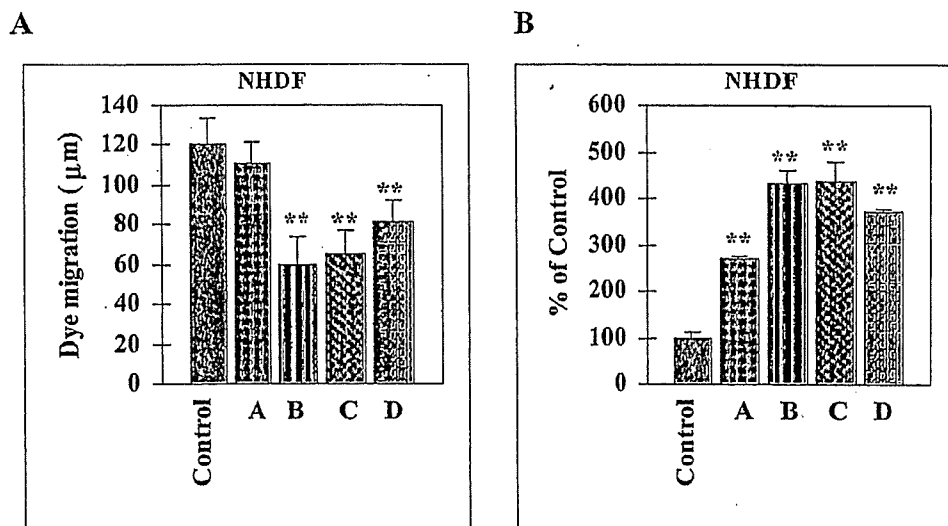 A
NHDF
Dye migration (μm)
140
120
100
80
60
40
20
0
** ** **
Control A B C D
B
NHDF
% of Control
600
500
400
300
200
100
0
** ** ** **
Control A B C D